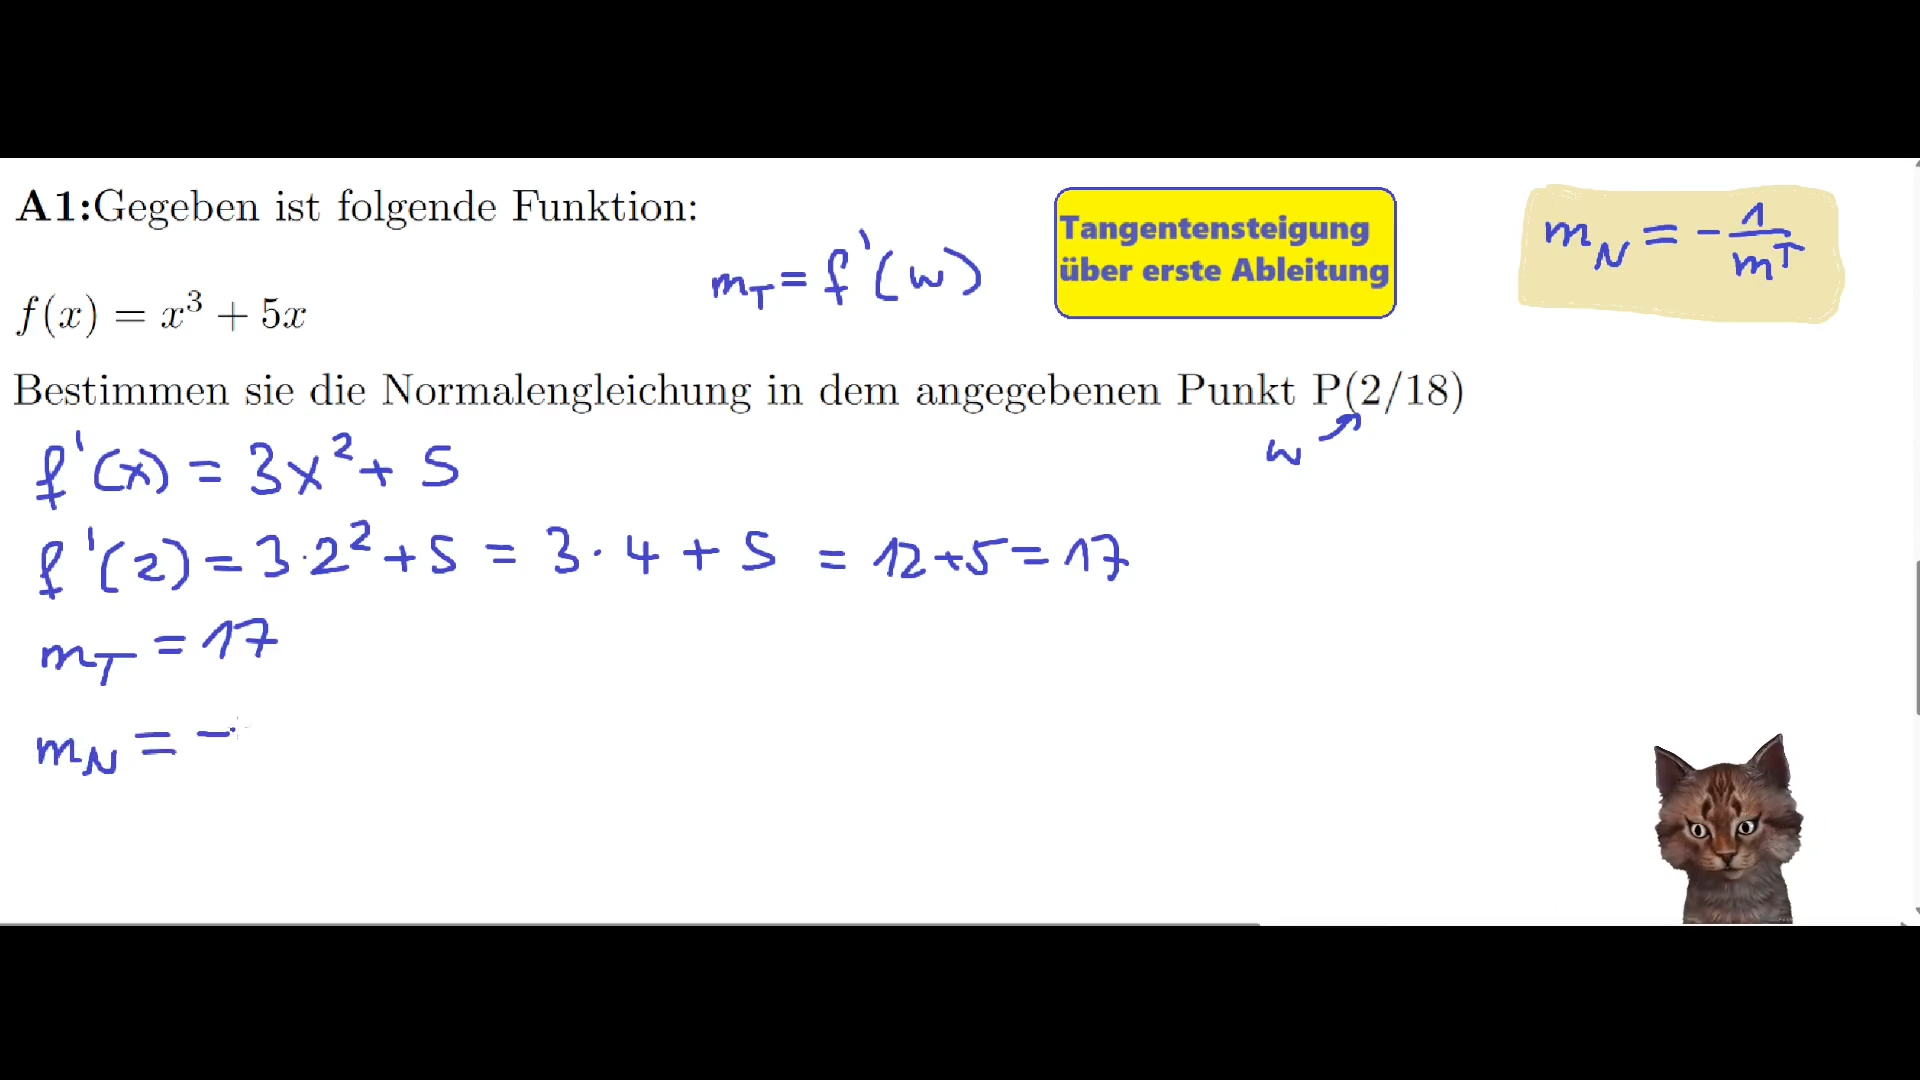 A1:Gegeben ist folgende Funktion:
m_T = f'(w)
Tangentensteigung
über erste Ableitung
m_N = -1/m^T
f(x) = x³ + 5x
Bestimmen sie die Normalengleichung in dem angegebenen Punkt P(2/18)
w
f'(x) = 3x² + 5
f'(2) = 3·2² + 5 = 3·4 + 5 = 12+5 = 17
m_T = 17
m_N = -